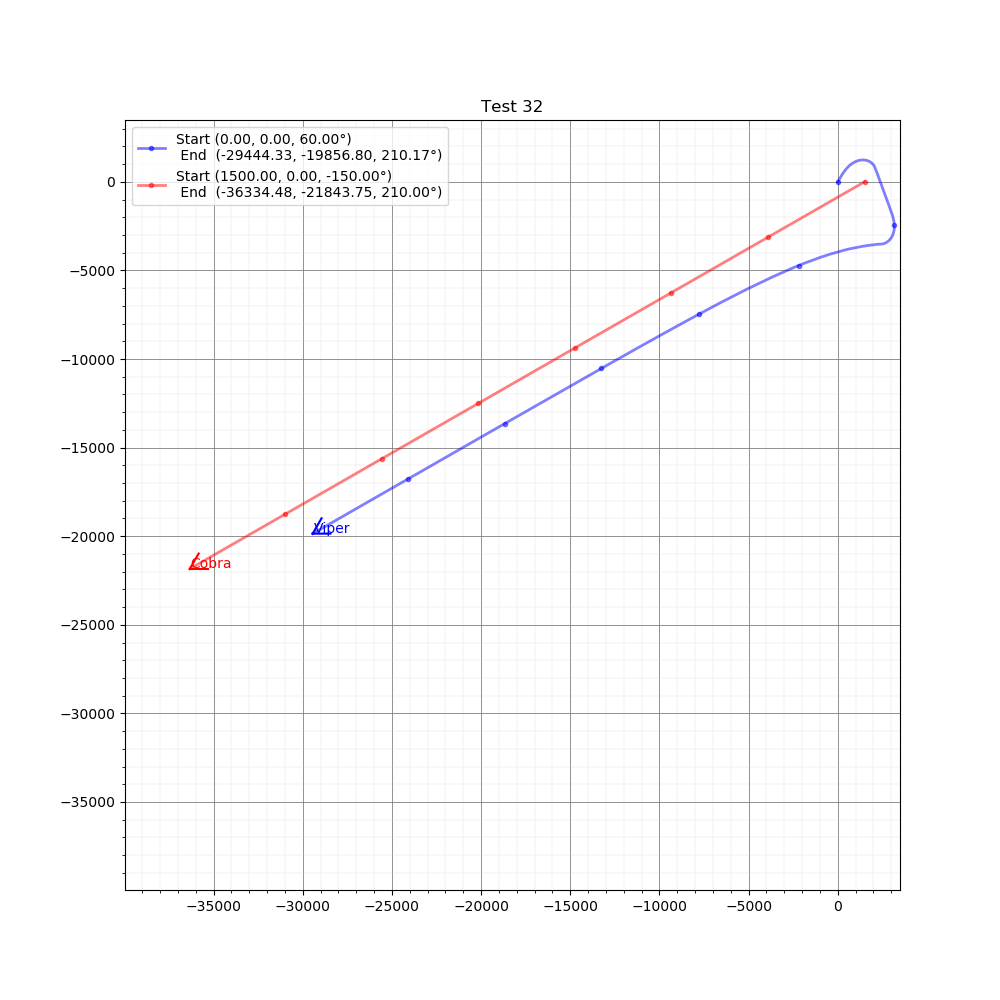 Test 32
Start (0.00, 0.00, 60.00°)
End (-29444.33, -19856.80, 210.17°)
Start (1500.00, 0.00, -150.00°)
End (-36334.48, -21843.75, 210.00°)
0
−5000
−10000
−15000
−20000
−25000
−30000
−35000
Viper
Cobra
−35000 −30000 −25000 −20000 −15000 −10000 −5000 0